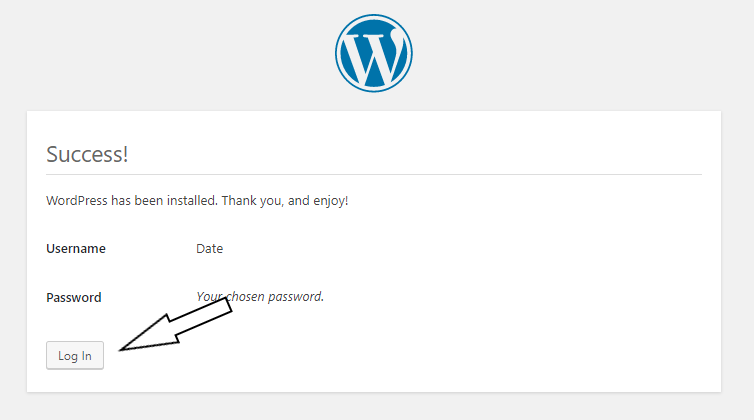 Success!
WordPress has been installed. Thank you, and enjoy!
Username Date
Password Your chosen password.
Log In